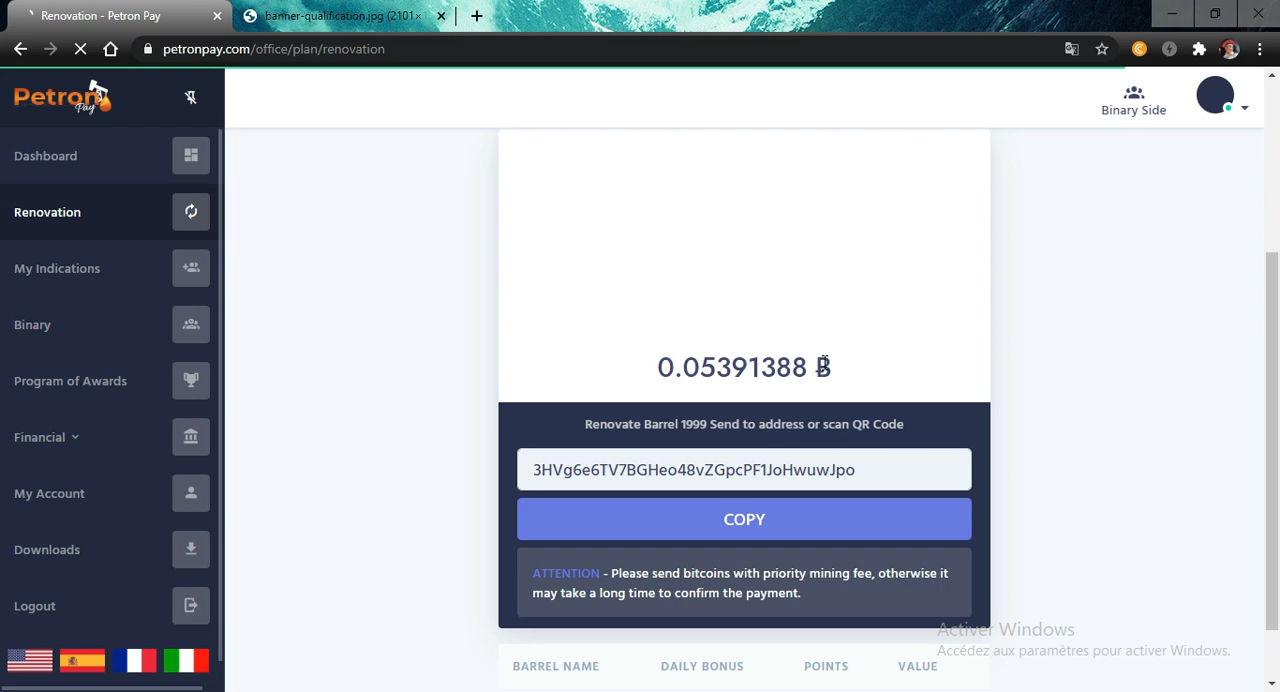 Renovation - Petron Pay
banner-qualification.jpg (2101×
petronpay.com/office/plan/renovation
Petron
Pay
Binary Side
Dashboard
Renovation
My Indications
Binary
Program of Awards
Financial
My Account
Downloads
Logout
0.05391388 Ƀ
Renovate Barrel 1999 Send to address or scan QR Code
3HVg6e6TV7BGHeo48vZGpcPF1JoHwuwJpo
COPY
ATTENTION - Please send bitcoins with priority mining fee, otherwise it
may take a long time to confirm the payment.
BARREL NAME DAILY BONUS POINTS VALUE
Activer Windows
Accédez aux paramètres pour activer Windows.